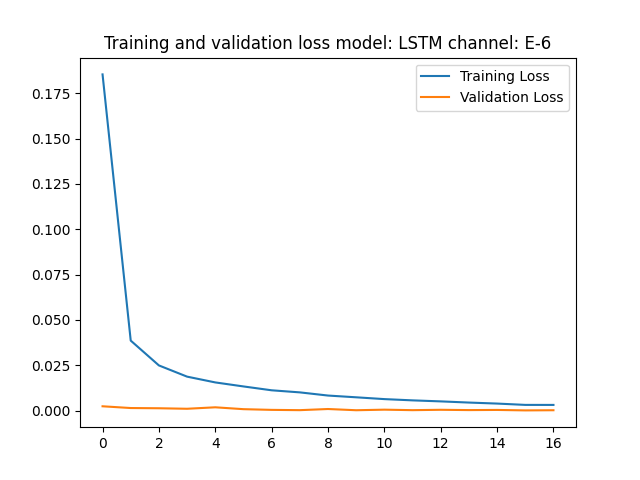 Training and validation loss model: LSTM channel: E-6
Training Loss
Validation Loss
0.175
0.150
0.125
0.100
0.075
0.050
0.025
0.000
0 2 4 6 8 10 12 14 16